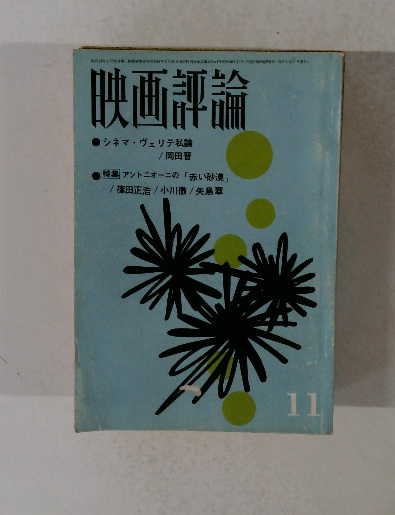 映画評論
● シネマ・ヴェリテ私論
/ 岡田晋
● 特集 アントニオーニの「赤い砂漠」
/ 篠田正浩 / 小川徹 / 矢島翠
11